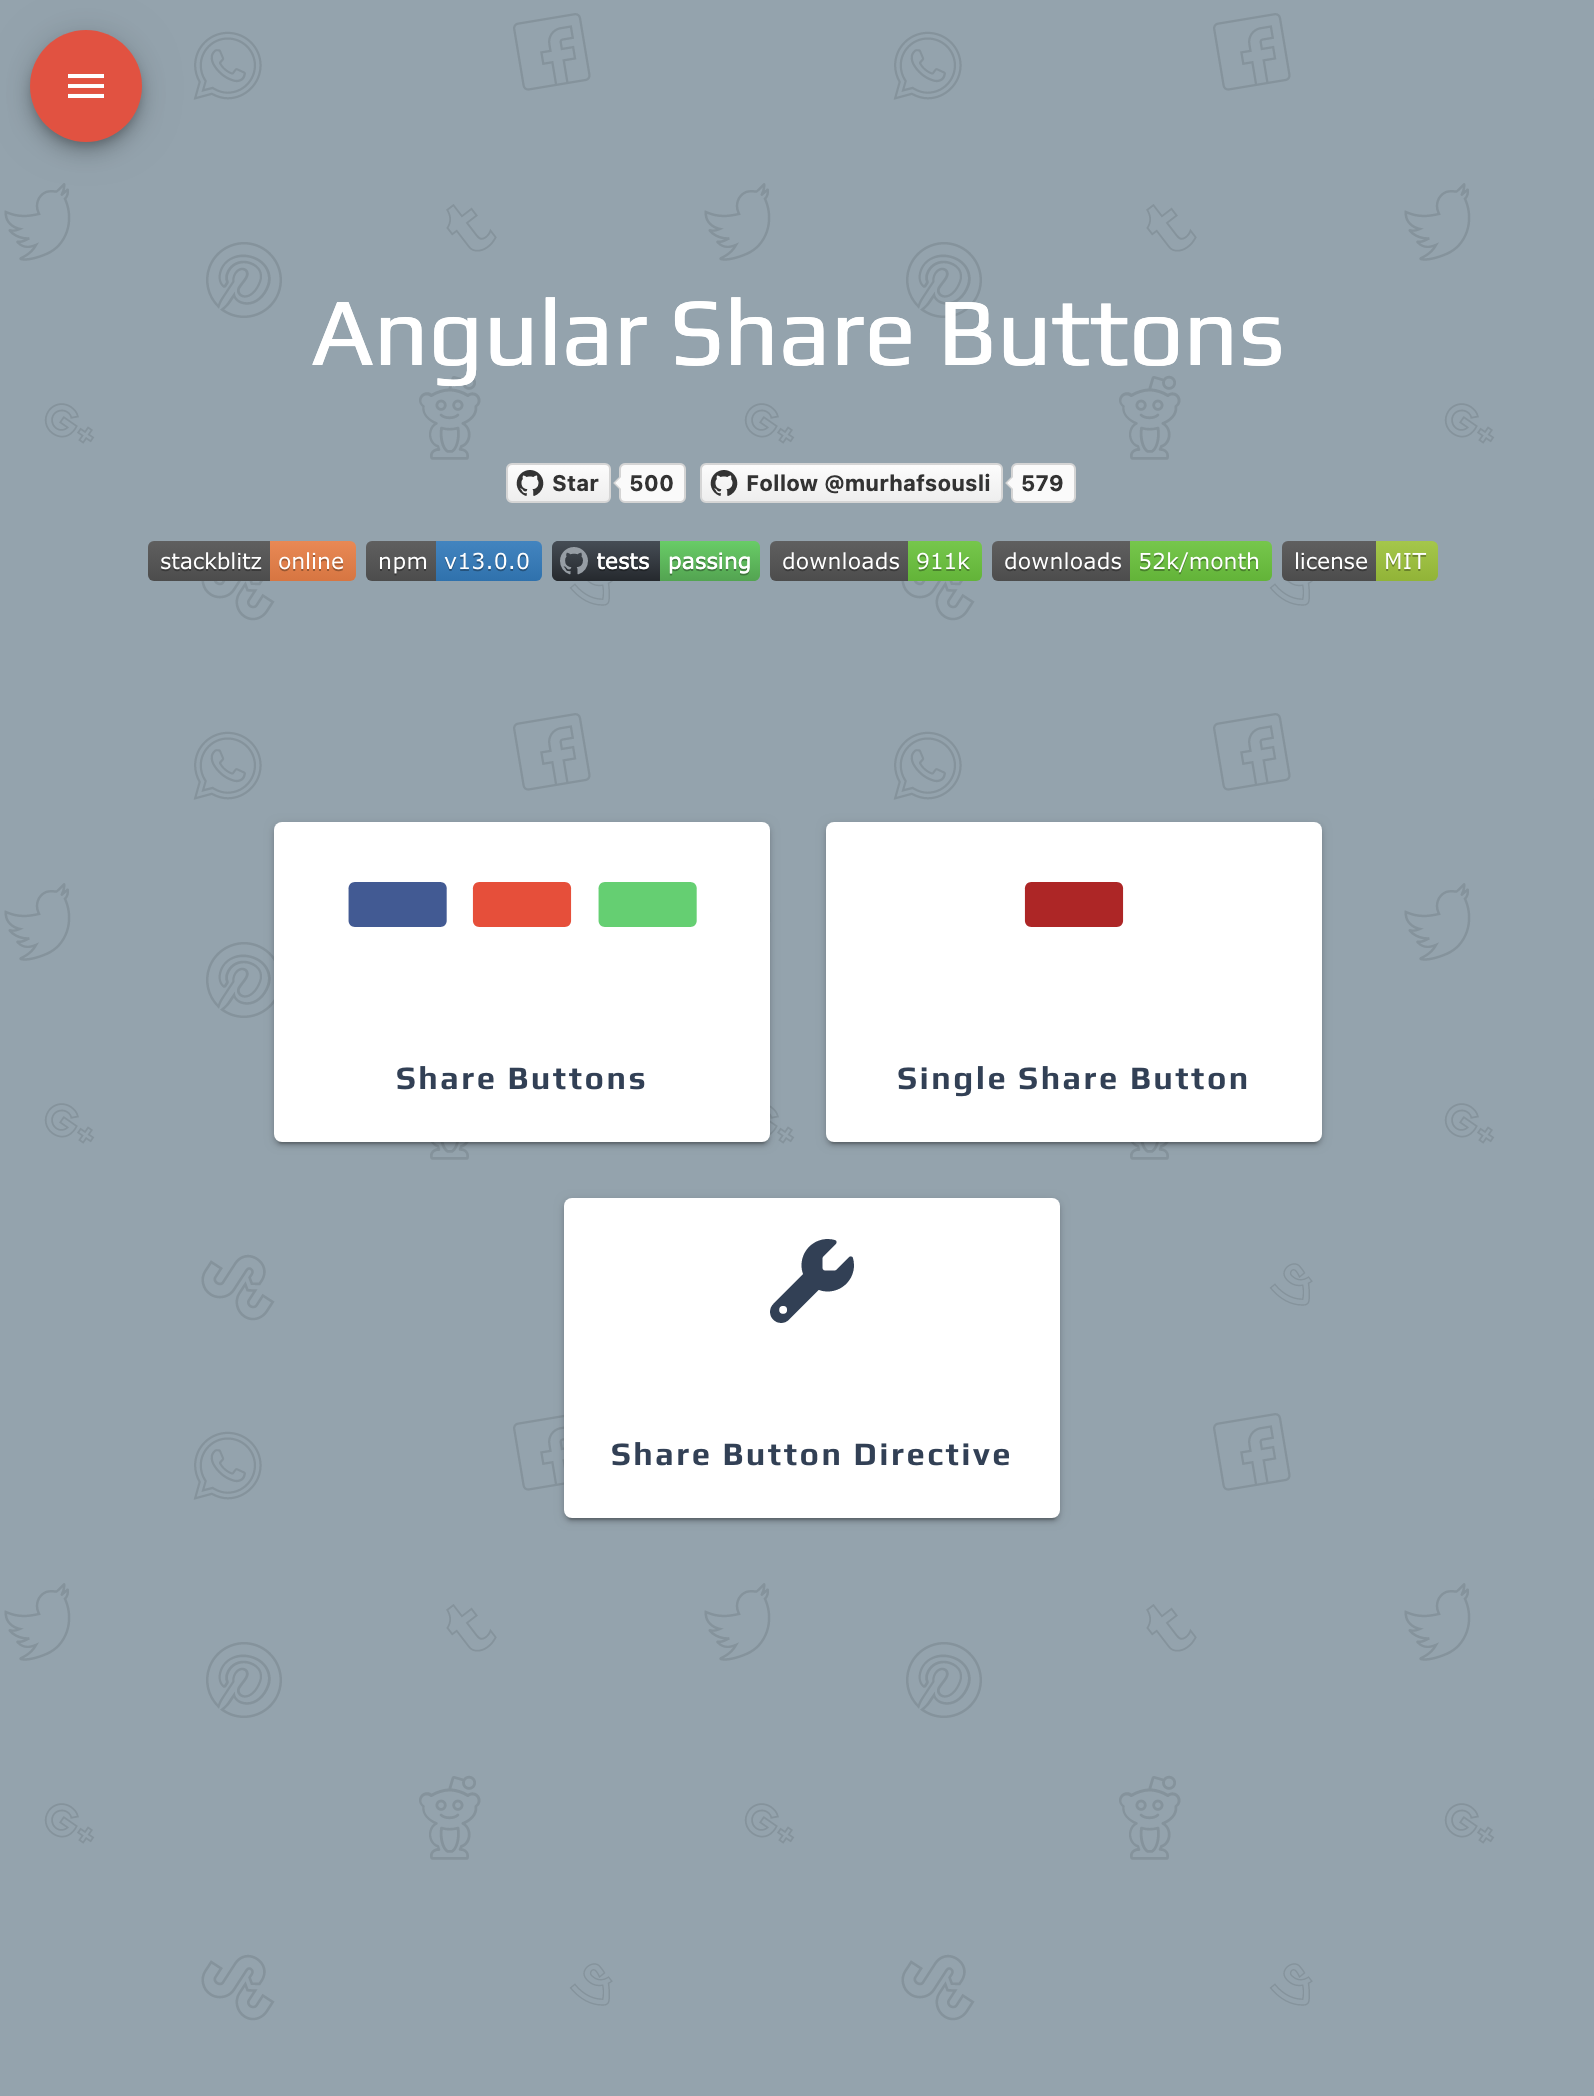 Angular Share Buttons
Star 500 Follow @murhafsousli 579
stackblitz online npm v13.0.0 tests passing downloads 911k downloads 52k/month license MIT
Share Buttons
Single Share Button
Share Button Directive